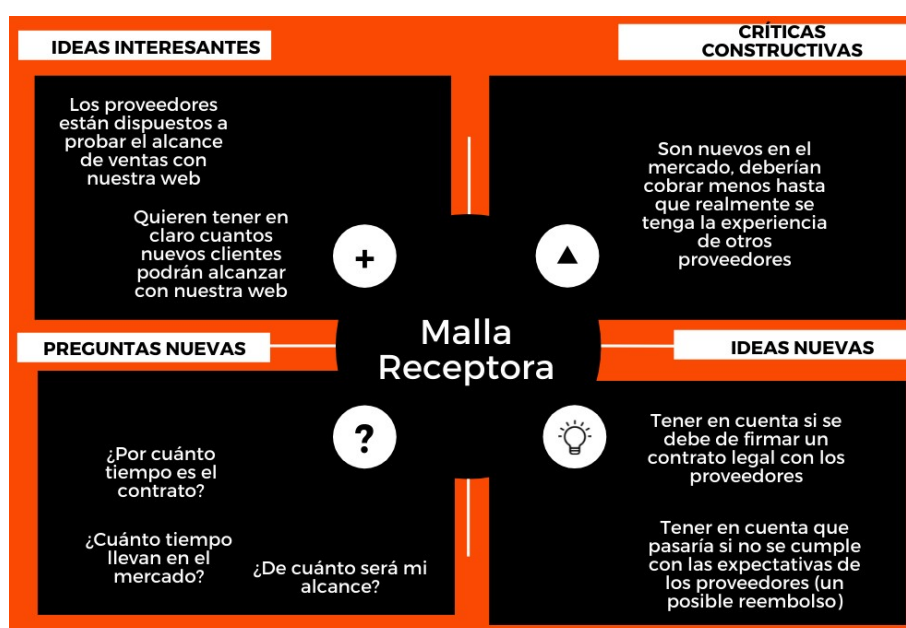 IDEAS INTERESANTES
CRÍTICAS
CONSTRUCTIVAS
Los proveedores
están dispuestos a
probar el alcance
de ventas con
nuestra web
Quieren tener en
claro cuantos
nuevos clientes
podrán alcanzar
con nuestra web
+
Son nuevos en el
mercado, deberían
cobrar menos hasta
que realmente se
tenga la experiencia
de otros
proveedores
Malla
Receptora
PREGUNTAS NUEVAS
IDEAS NUEVAS
?
¿Por cuánto
tiempo es el
contrato?
¿Cuánto tiempo
llevan en el
mercado?
¿De cuánto será mi
alcance?
Tener en cuenta si se
debe de firmar un
contrato legal con los
proveedores
Tener en cuenta que
pasaría si no se cumple
con las expectativas de
los proveedores (un
posible reembolso)